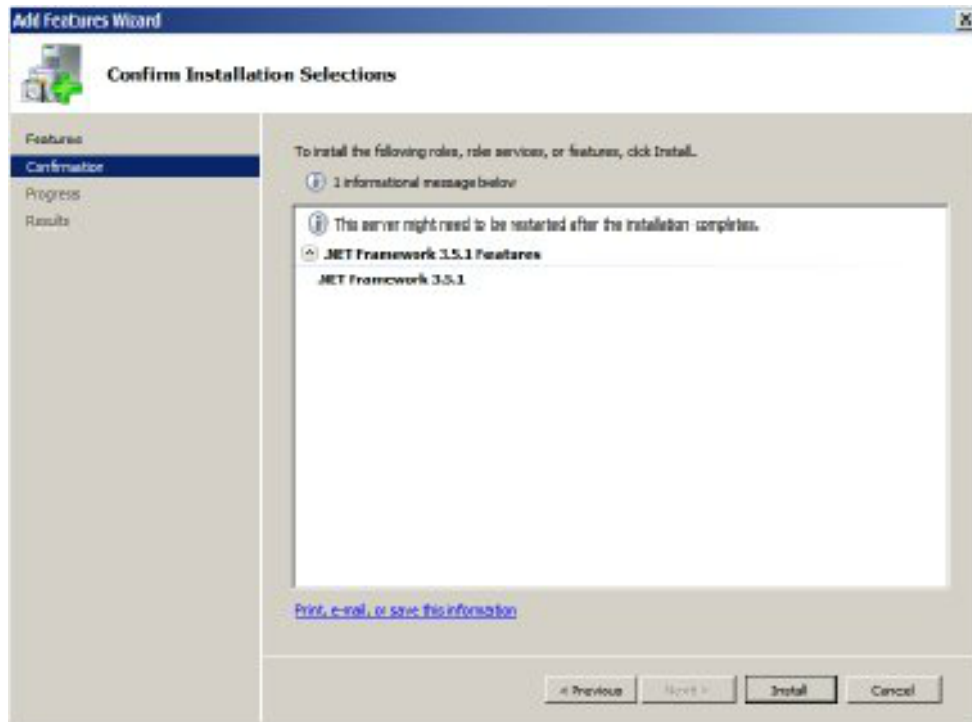 Add Features Wizard
Confirm Installation Selections
Features
Confirmation
Progress
Results
To install the following roles, role services, or features, click Install.
1 informational message below
This server might need to be restarted after the installation completes.
.NET Framework 3.5.1 Features
.NET Framework 3.5.1
Print, e-mail, or save this information
< Previous
Next >
Install
Cancel